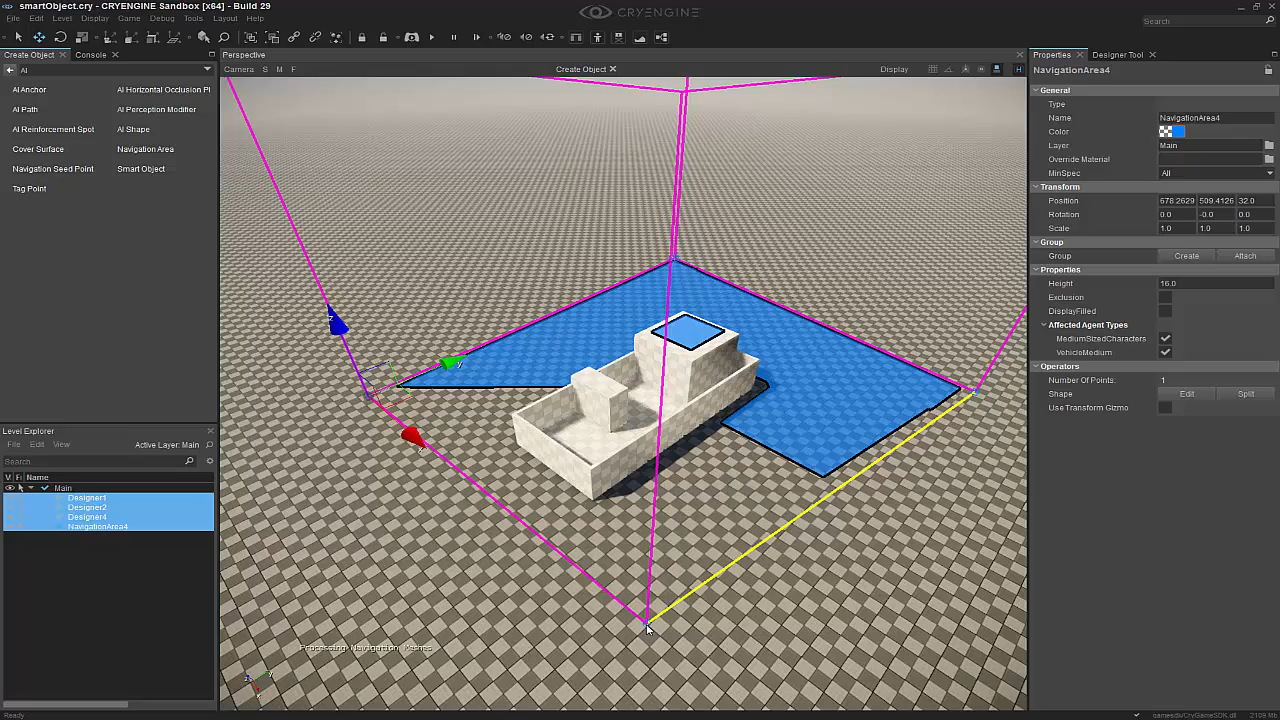 smartObject.cry - CRYENGINE Sandbox [x64] - Build 29
CRYENGINE
File Edit Level Display Game Debug Tools Layout Help
Search
Create Object
Console
AI
AI Anchor
AI Horizontal Occlusion Pl
AI Path
AI Perception Modifier
AI Reinforcement Spot
AI Shape
Cover Surface
Navigation Area
Navigation Seed Point
Smart Object
Tag Point
Level Explorer
File Edit View
Active Layer: Main
Search
V
Name
Main
Designer1
Designer2
Designer4
NavigationArea4
Ready
Perspective
Camera S M F
Create Object
Display
H
z
y
Processing Navigation Meshes
Properties
Designer Tool
NavigationArea4
General
Type
Name NavigationArea4
Color
Layer Main
Override Material
MinSpec All
Transform
Position 678.2629 509.4126 32.0
Rotation 0.0 -0.0 0.0
Scale 1.0 1.0 1.0
Group
Group Create Attach
Properties
Height 16.0
Exclusion
DisplayFilled
Affected Agent Types
MediumSizedCharacters
VehicleMedium
Operators
Number Of Points: 1
Shape Edit Split
Use Transform Gizmo
gamesdk/CryGameSDK.dll
2109 Mb